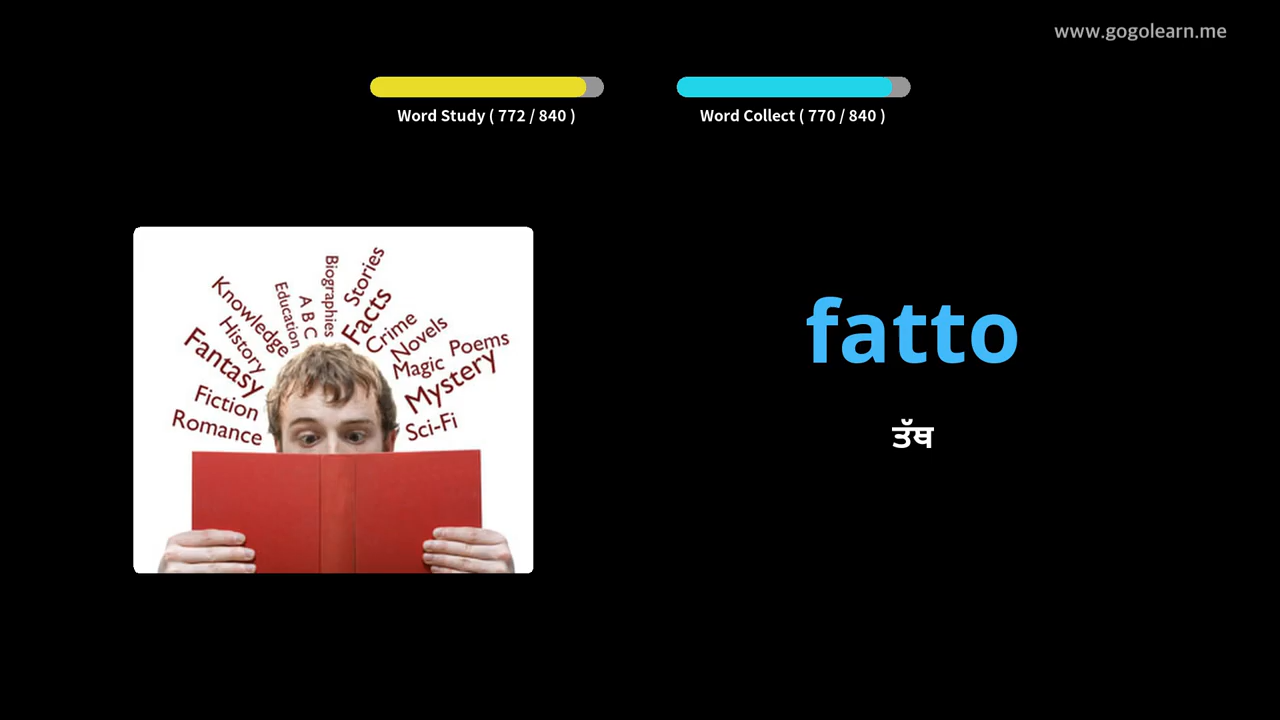 www.gogolearn.me
Word Study ( 772 / 840 )
Word Collect ( 770 / 840 )
Biographies
Stories
Knowledge
Education
A B C
Facts
History
Crime
Novels
Fantasy
Magic
Poems
Mystery
Fiction
Romance
Sci-Fi
fatto
ਤੱਥ